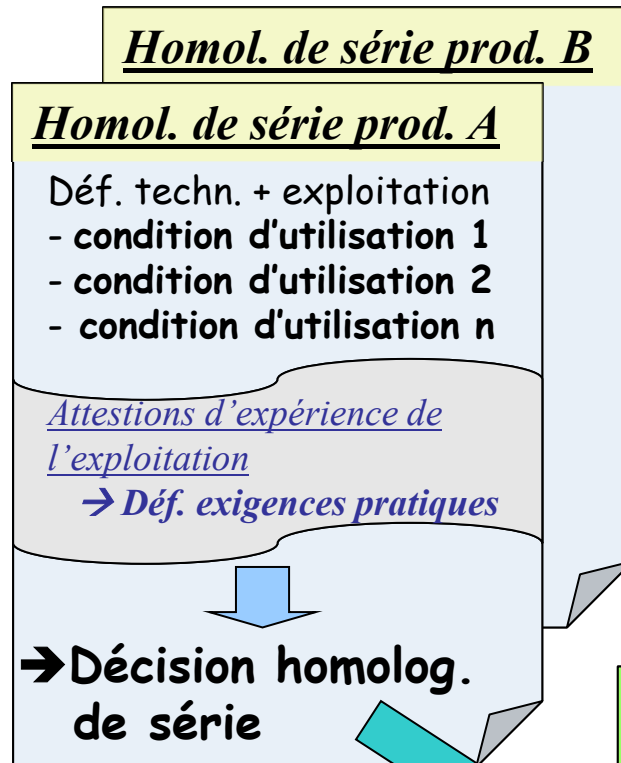 Homol. de série prod. B
Homol. de série prod. A
Déf. techn. + exploitation
- condition d'utilisation 1
- condition d'utilisation 2
- condition d'utilisation n
Attestions d'expérience de
l'exploitation
→ Déf. exigences pratiques
➔Décision homolog.
de série